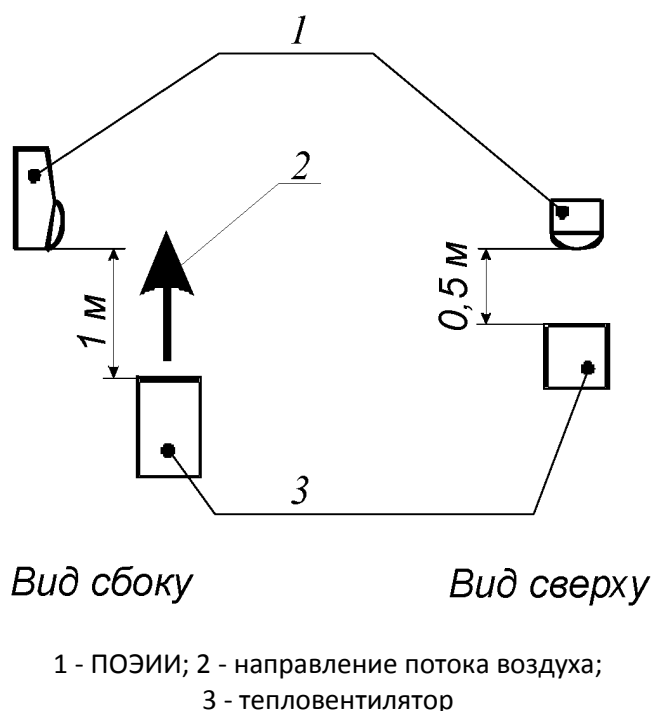 1
2
1 м
0,5 м
3
Вид сбоку
Вид сверху
1 - ПОЭИИ; 2 - направление потока воздуха;
3 - тепловентилятор